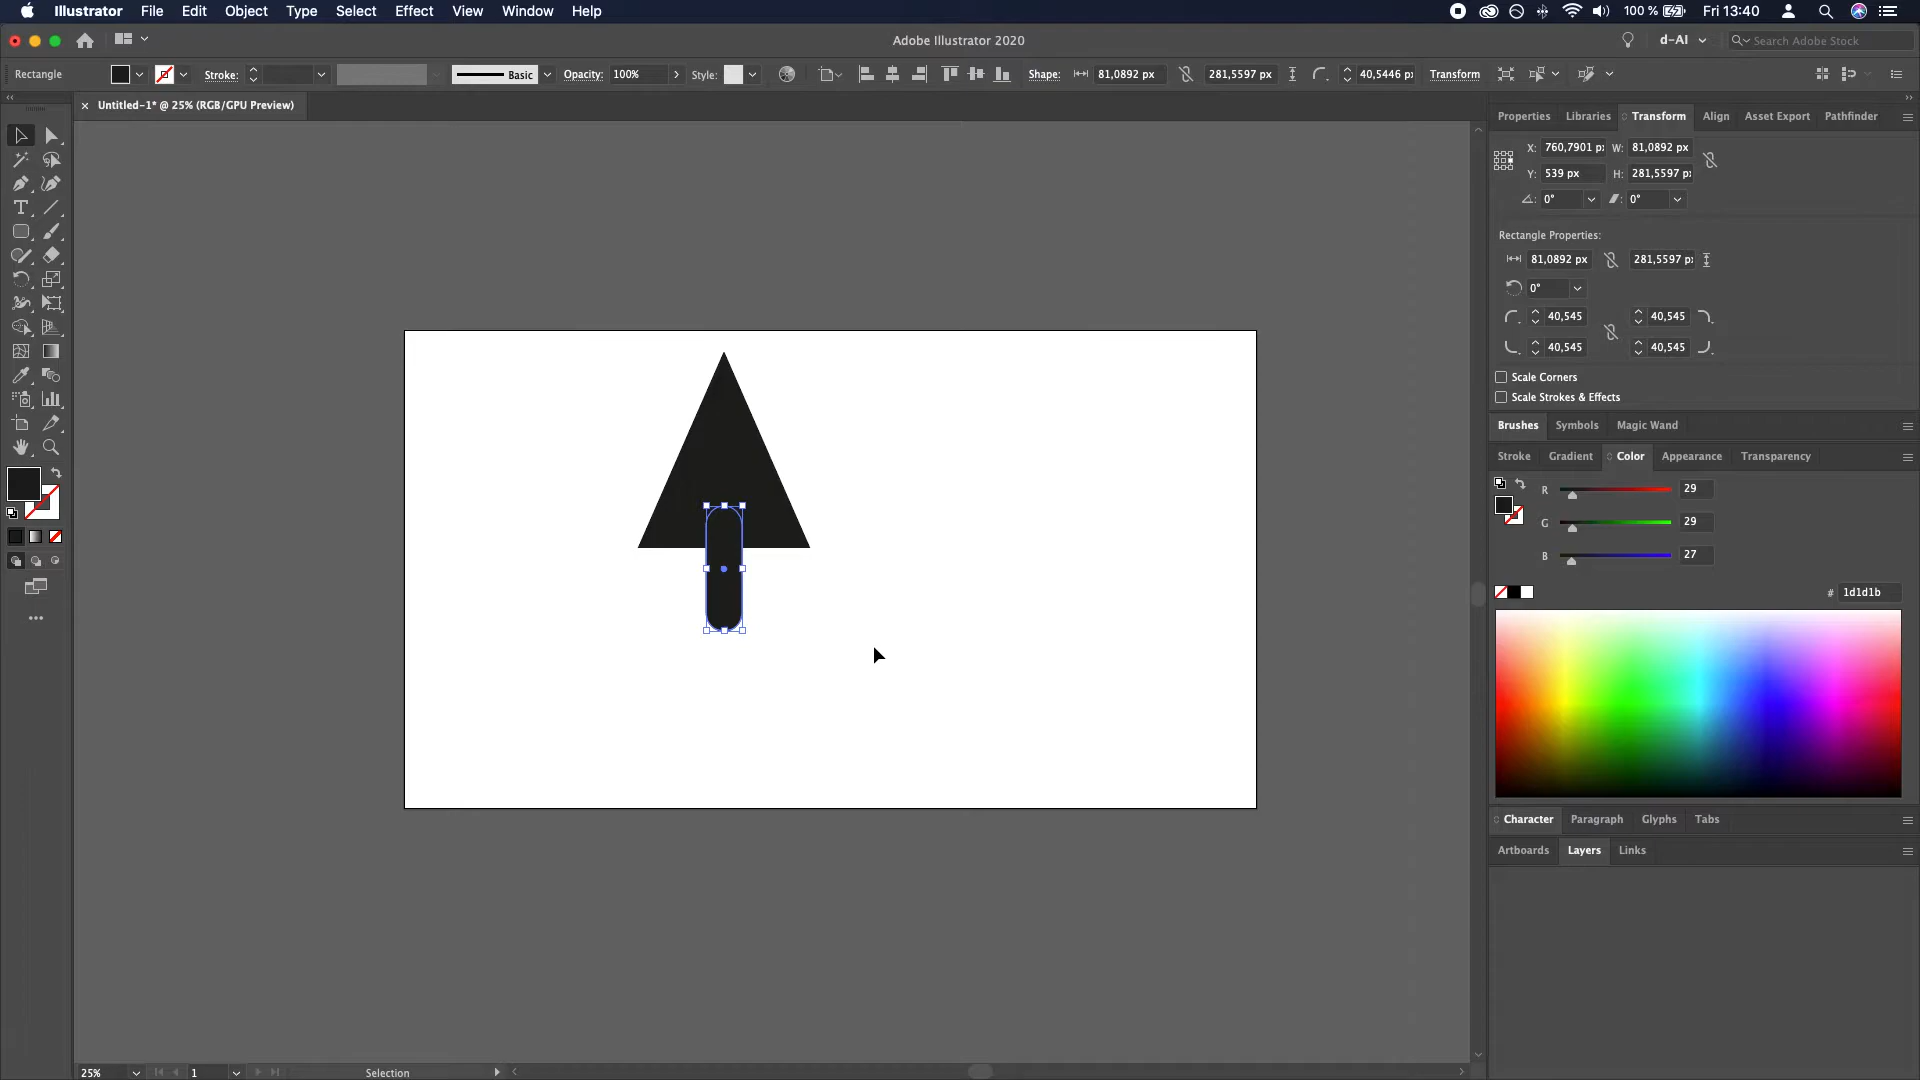 Illustrator File Edit Object Type Select Effect View Window Help 100 % Fri 13:40
Adobe Illustrator 2020 d-AI Search Adobe Stock
Rectangle Stroke: Basic Opacity: 100% Style: Shape: 81,0892 px 281,5597 px 40,5446 px Transform
× Untitled-1* @ 25% (RGB/GPU Preview)
Properties Libraries Transform Align Asset Export Pathfinder
X: 760,7901 p W: 81,0892 px
Y: 539 px H: 281,5597 p
0° 0°
Rectangle Properties:
81,0892 px 281,5597 p
0°
40,545 40,545
40,545 40,545
Scale Corners
Scale Strokes & Effects
Brushes Symbols Magic Wand
Stroke Gradient Color Appearance Transparency
R 29
G 29
B 27
# 1d1d1b
Character Paragraph Glyphs Tabs
Artboards Layers Links
25% 1 Selection